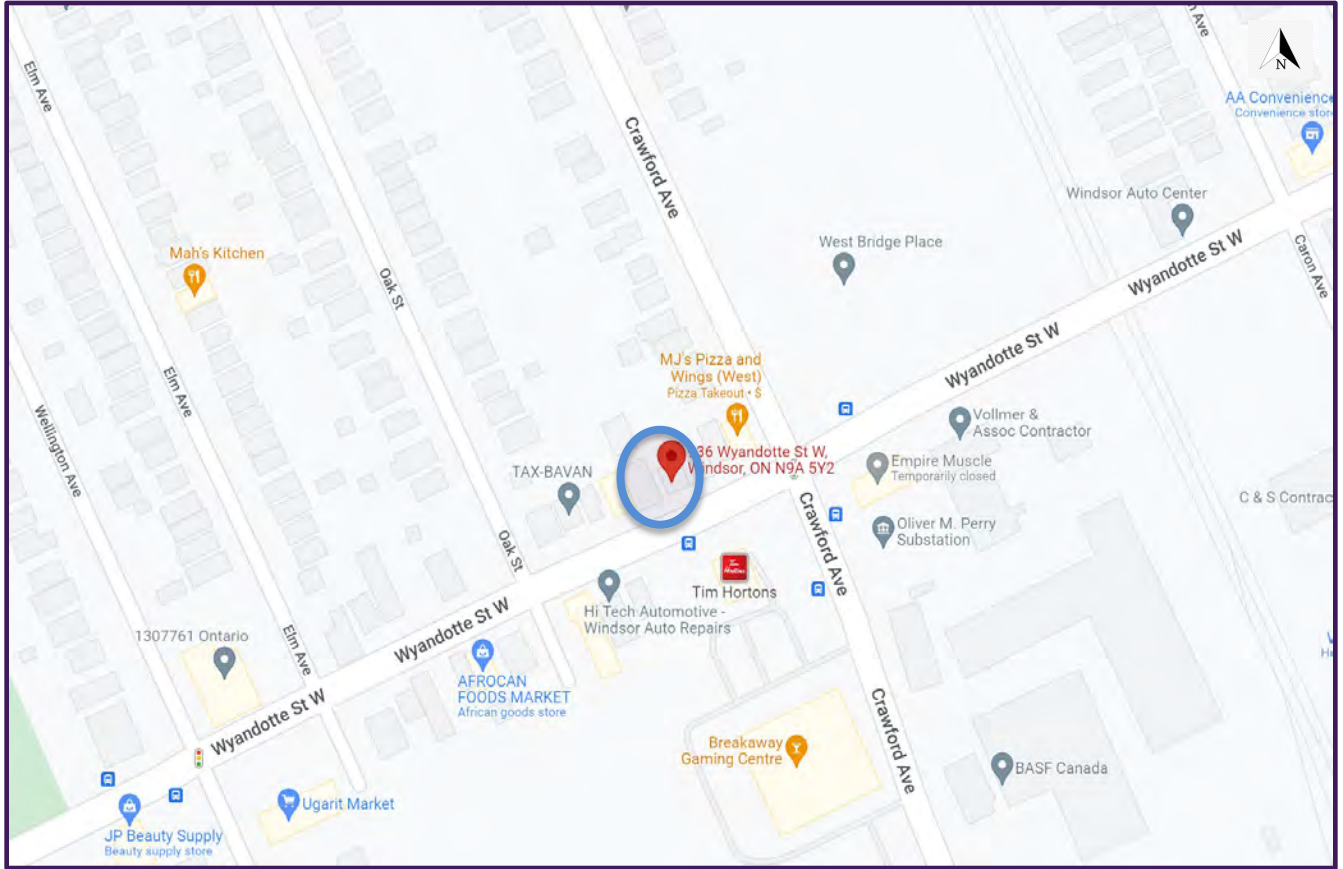 Elm Ave
Crawford Ave
Ave
N
AA Convenience
Convenience store
Windsor Auto Center
West Bridge Place
Wyandotte St W
Caron Ave
Mah's Kitchen
Oak St
Wyandotte St W
MJ's Pizza and
Wings (West)
Pizza Takeout • $
Elm Ave
Wellington Ave
Vollmer &
Assoc Contractor
36 Wyandotte St W,
Windsor, ON N9A 5Y2
Empire Muscle
Temporarily closed
TAX-BAVAN
C & S Contrac
Crawford Ave
Oliver M. Perry
Substation
Oak St
Tim Hortons
Hi Tech Automotive -
Windsor Auto Repairs
1307761 Ontario
Elm Ave
Wyandotte St W
AFROCAN
FOODS MARKET
African goods store
Wyandotte St W
Crawford Ave
Breakaway
Gaming Centre
BASF Canada
Ugarit Market
JP Beauty Supply
Beauty supply store